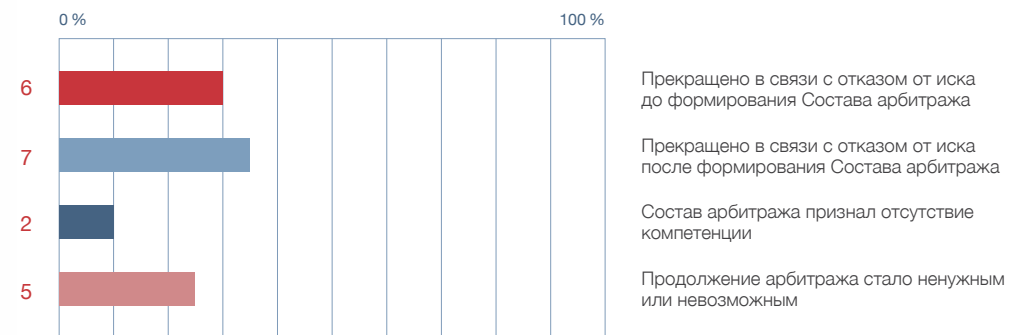 0 % 100 %
6 Прекращено в связи с отказом от иска
до формирования Состава арбитража
7 Прекращено в связи с отказом от иска
после формирования Состава арбитража
2 Состав арбитража признал отсутствие
компетенции
5 Продолжение арбитража стало ненужным
или невозможным